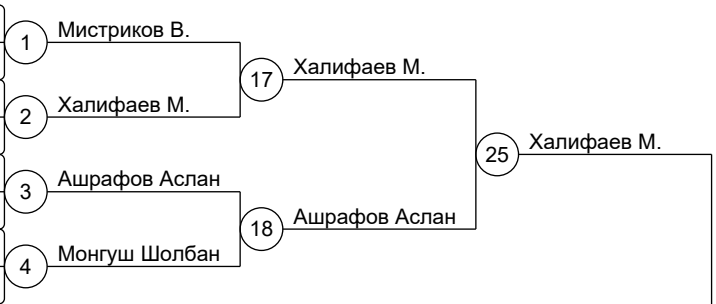 1 Мистриков В.
17 Халифаев М.
2 Халифаев М.
25 Халифаев М.
3 Ашрафов Аслан
18 Ашрафов Аслан
4 Монгуш Шолбан